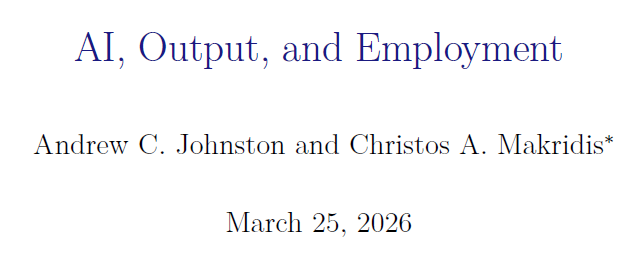 AI, Output, and Employment
Andrew C. Johnston and Christos A. Makridis*
March 25, 2026